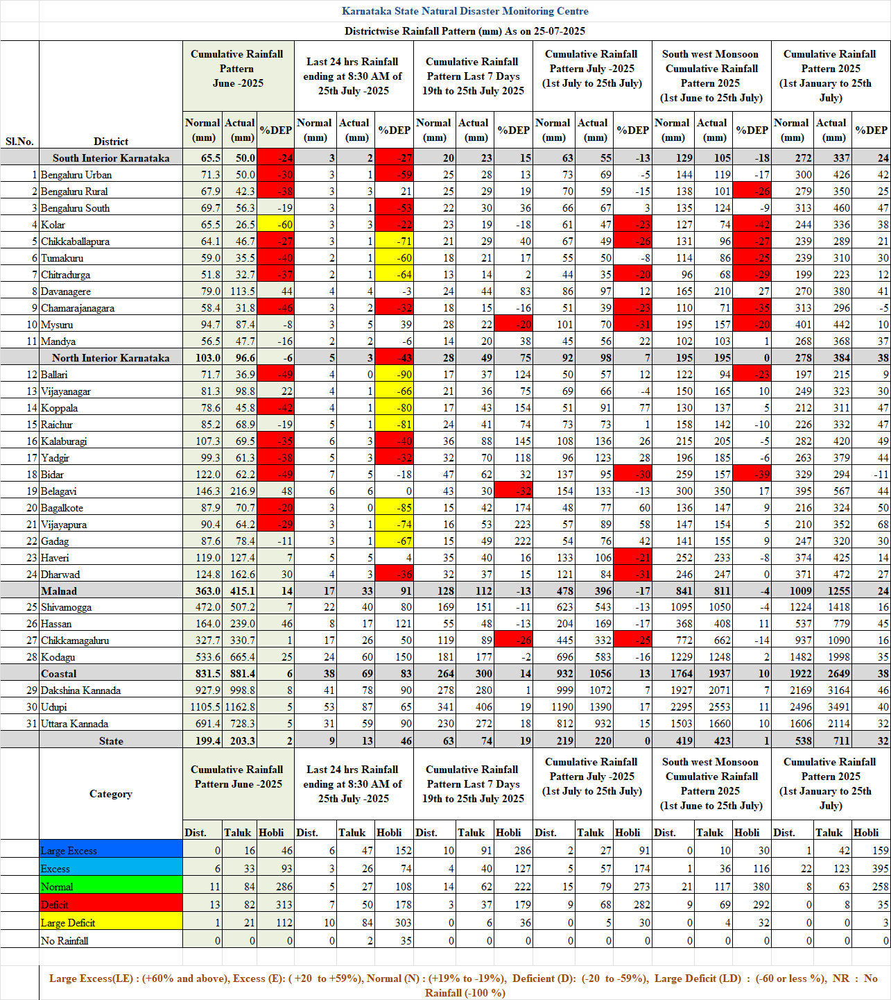 Karnataka State Natural Disaster Monitoring Centre
Districtwise Rainfall Pattern (mm) As on 25-07-2025
Sl.No. District
Cumulative Rainfall Pattern June -2025
Last 24 hrs Rainfall ending at 8:30 AM of 25th July -2025
Cumulative Rainfall Pattern Last 7 Days 19th to 25th July 2025
Cumulative Rainfall Pattern July -2025 (1st July to 25th July)
South west Monsoon Cumulative Rainfall Pattern 2025 (1st June to 25th July)
Cumulative Rainfall Pattern 2025 (1st January to 25th July)
Normal (mm) Actual (mm) %DEP Normal (mm) Actual (mm) %DEP Normal (mm) Actual (mm) %DEP Normal (mm) Actual (mm) %DEP Normal (mm) Actual (mm) %DEP Normal (mm) Actual (mm) %DEP
South Interior Karnataka 65.5 50.0 -24 3 2 -27 20 23 15 63 55 -13 129 105 -18 272 337 24
1 Bengaluru Urban 71.3 50.0 -30 3 1 -59 25 28 13 73 69 -5 144 119 -17 300 426 42
2 Bengaluru Rural 67.9 42.3 -38 3 3 21 25 29 19 70 59 -15 138 101 -26 279 350 25
3 Bengaluru South 69.7 56.3 -19 3 1 -53 22 30 36 66 67 3 135 124 -9 313 460 47
4 Kolar 65.5 26.5 -60 3 3 -22 23 19 -18 61 47 -23 127 74 -42 244 336 38
5 Chikkaballapura 64.1 46.7 -27 3 1 -71 21 29 40 67 49 -26 131 96 -27 239 289 21
6 Tumakuru 59.0 35.5 -40 2 1 -60 18 21 17 55 50 -8 114 86 -25 239 310 30
7 Chitradurga 51.8 32.7 -37 2 1 -64 13 14 2 44 35 -20 96 68 -29 199 223 12
8 Davanagere 79.0 113.5 44 4 4 -3 24 44 83 86 97 12 165 210 27 270 380 41
9 Chamarajanagara 58.4 31.8 -46 3 2 -32 18 15 -16 51 39 -23 110 71 -35 313 296 -5
10 Mysuru 94.7 87.4 -8 3 5 39 28 22 -20 101 70 -31 195 157 -20 401 442 10
11 Mandya 56.5 47.7 -16 2 2 -6 14 20 38 45 56 22 102 103 1 268 368 37
North Interior Karnataka 103.0 96.6 -6 5 3 -43 28 49 75 92 98 7 195 195 0 278 384 38
12 Ballari 71.7 36.9 -49 4 0 -90 17 37 124 50 57 12 122 94 -23 197 215 9
13 Vijayanagar 81.3 98.8 22 4 1 -66 21 36 75 69 66 -4 150 165 10 249 323 30
14 Koppala 78.6 45.8 -42 4 1 -80 17 43 154 51 91 77 130 137 5 212 311 47
15 Raichur 85.2 68.9 -19 5 1 -81 24 41 74 73 73 1 158 142 -10 226 332 47
16 Kalaburagi 107.3 69.5 -35 6 3 -40 36 88 145 108 136 26 215 205 -5 282 420 49
17 Yadgir 99.3 61.3 -38 5 3 -32 32 70 118 96 123 28 196 185 -6 263 379 44
18 Bidar 122.0 62.2 -49 7 5 -18 47 62 32 137 95 -30 259 157 -39 329 294 -11
19 Belagavi 146.3 216.9 48 6 6 0 43 30 -32 154 133 -13 300 350 17 395 567 44
20 Bagalkote 87.9 70.7 -20 3 0 -85 15 42 174 48 77 60 136 147 9 216 324 50
21 Vijayapura 90.4 64.2 -29 3 1 -74 16 53 223 57 89 58 147 154 5 210 352 68
22 Gadag 87.6 78.4 -11 3 1 -67 15 49 222 54 76 42 141 155 9 247 320 30
23 Haveri 119.0 127.4 7 5 5 4 35 40 16 133 106 -21 252 233 -8 374 425 14
24 Dharwad 124.8 162.6 30 4 3 -36 32 37 15 121 84 -31 246 247 0 371 472 27
Malnad 363.0 415.1 14 17 33 91 128 112 -13 478 396 -17 841 811 -4 1009 1255 24
25 Shivamogga 472.0 507.2 7 22 40 80 169 151 -11 623 543 -13 1095 1050 -4 1224 1418 16
26 Hassan 164.0 239.0 46 8 17 121 55 48 -13 204 169 -17 368 408 11 537 779 45
27 Chikkamagaluru 327.7 330.7 1 17 26 50 119 89 -26 445 332 -25 772 662 -14 937 1090 16
28 Kodagu 533.6 665.4 25 24 60 150 181 177 -2 696 583 -16 1229 1248 2 1482 1998 35
Coastal 831.5 881.4 6 38 69 83 264 300 14 932 1056 13 1764 1937 10 1922 2649 38
29 Dakshina Kannada 927.9 998.8 8 41 78 90 278 280 1 999 1072 7 1927 2071 7 2169 3164 46
30 Udupi 1105.5 1162.8 5 53 87 65 341 406 19 1190 1390 17 2295 2553 11 2496 3491 40
31 Uttara Kannada 691.4 728.3 5 31 59 90 230 272 18 812 932 15 1503 1660 10 1606 2114 32
State 199.4 203.3 2 9 13 46 63 74 19 219 220 0 419 423 1 538 711 32
Category
Cumulative Rainfall Pattern June -2025
Last 24 hrs Rainfall ending at 8:30 AM of 25th July -2025
Cumulative Rainfall Pattern Last 7 Days 19th to 25th July 2025
Cumulative Rainfall Pattern July -2025 (1st July to 25th July)
South west Monsoon Cumulative Rainfall Pattern 2025 (1st June to 25th July)
Cumulative Rainfall Pattern 2025 (1st January to 25th July)
Dist. Taluk Hobli Dist. Taluk Hobli Dist. Taluk Hobli Dist. Taluk Hobli Dist. Taluk Hobli Dist. Taluk Hobli
Large Excess 0 16 46 6 47 152 10 91 286 2 27 91 0 10 30 1 42 159
Excess 6 33 93 3 26 74 4 40 127 5 57 174 1 36 116 22 123 395
Normal 11 84 286 5 27 108 14 62 222 15 79 273 21 117 380 8 63 258
Deficit 13 82 313 7 50 178 3 37 179 9 68 282 9 69 292 0 8 35
Large Deficit 1 21 112 10 84 303 0 6 36 0 5 30 0 4 32 0 0 3
No Rainfall 0 0 0 0 2 35 0 0 0 0 0 0 0 0 0 0 0 0
Large Excess(LE) : (+60% and above), Excess (E): ( +20 to +59%), Normal (N) : (+19% to -19%), Deficient (D): (-20 to -59%), Large Deficit (LD) : (-60 or less %), NR : No
Rainfall (-100 %)